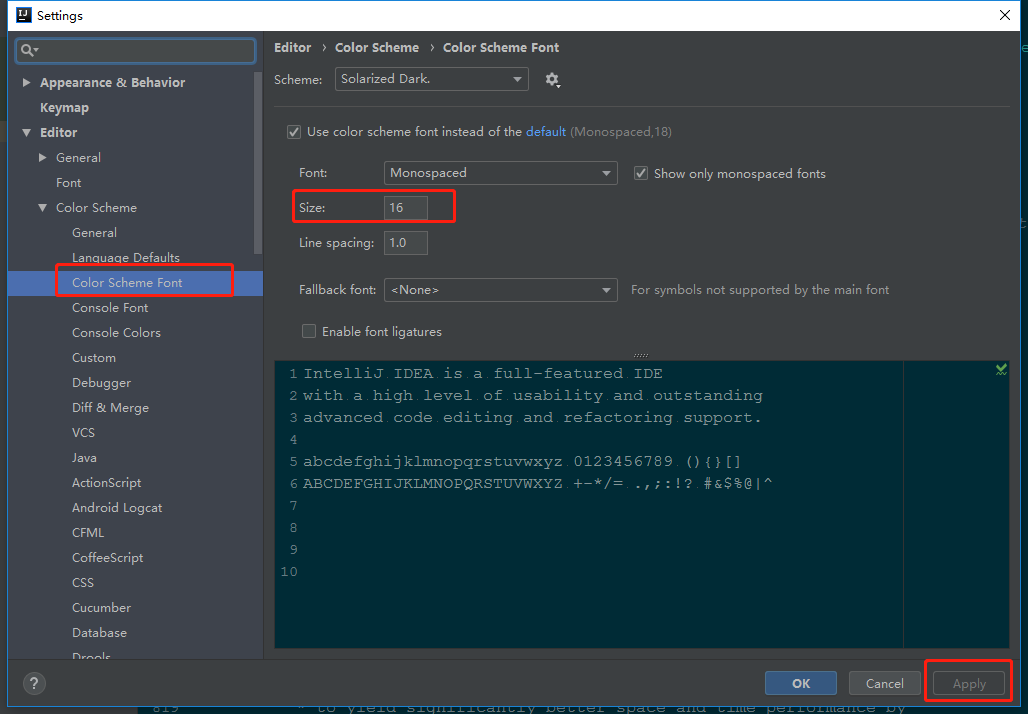 IJ Settings
Editor › Color Scheme › Color Scheme Font
Scheme: Solarized Dark.
Appearance & Behavior
Keymap
Editor
General
Font
Color Scheme
General
Language Defaults
Color Scheme Font
Console Font
Console Colors
Custom
Debugger
Diff & Merge
VCS
Java
ActionScript
Android Logcat
CFML
CoffeeScript
CSS
Cucumber
Database
Drools
Use color scheme font instead of the default (Monospaced,18)
Font: Monospaced Show only monospaced fonts
Size: 16
Line spacing: 1.0
Fallback font: <None> For symbols not supported by the main font
Enable font ligatures
1 IntelliJ IDEA is a full-featured IDE
2 with a high level of usability and outstanding
3 advanced code editing and refactoring support.
4
5 abcdefghijklmnopqrstuvwxyz 0123456789 (){}[]
6 ABCDEFGHIJKLMNOPQRSTUVWXYZ +-*/= .,;:!? #&$%@|^
7
8
9
10
? OK Cancel Apply
819 * to yield significantly better space and time performance by